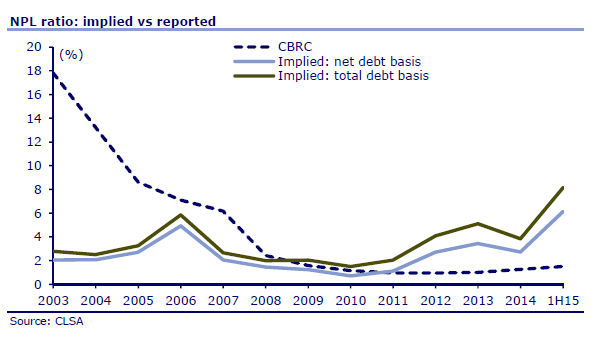 NPL ratio: implied vs reported
20
(%)
CBRC
Implied: net debt basis
Implied: total debt basis
18
16
14
12
10
8
6
4
2
0
2003 2004 2005 2006 2007 2008 2009 2010 2011 2012 2013 2014 1H15
Source: CLSA